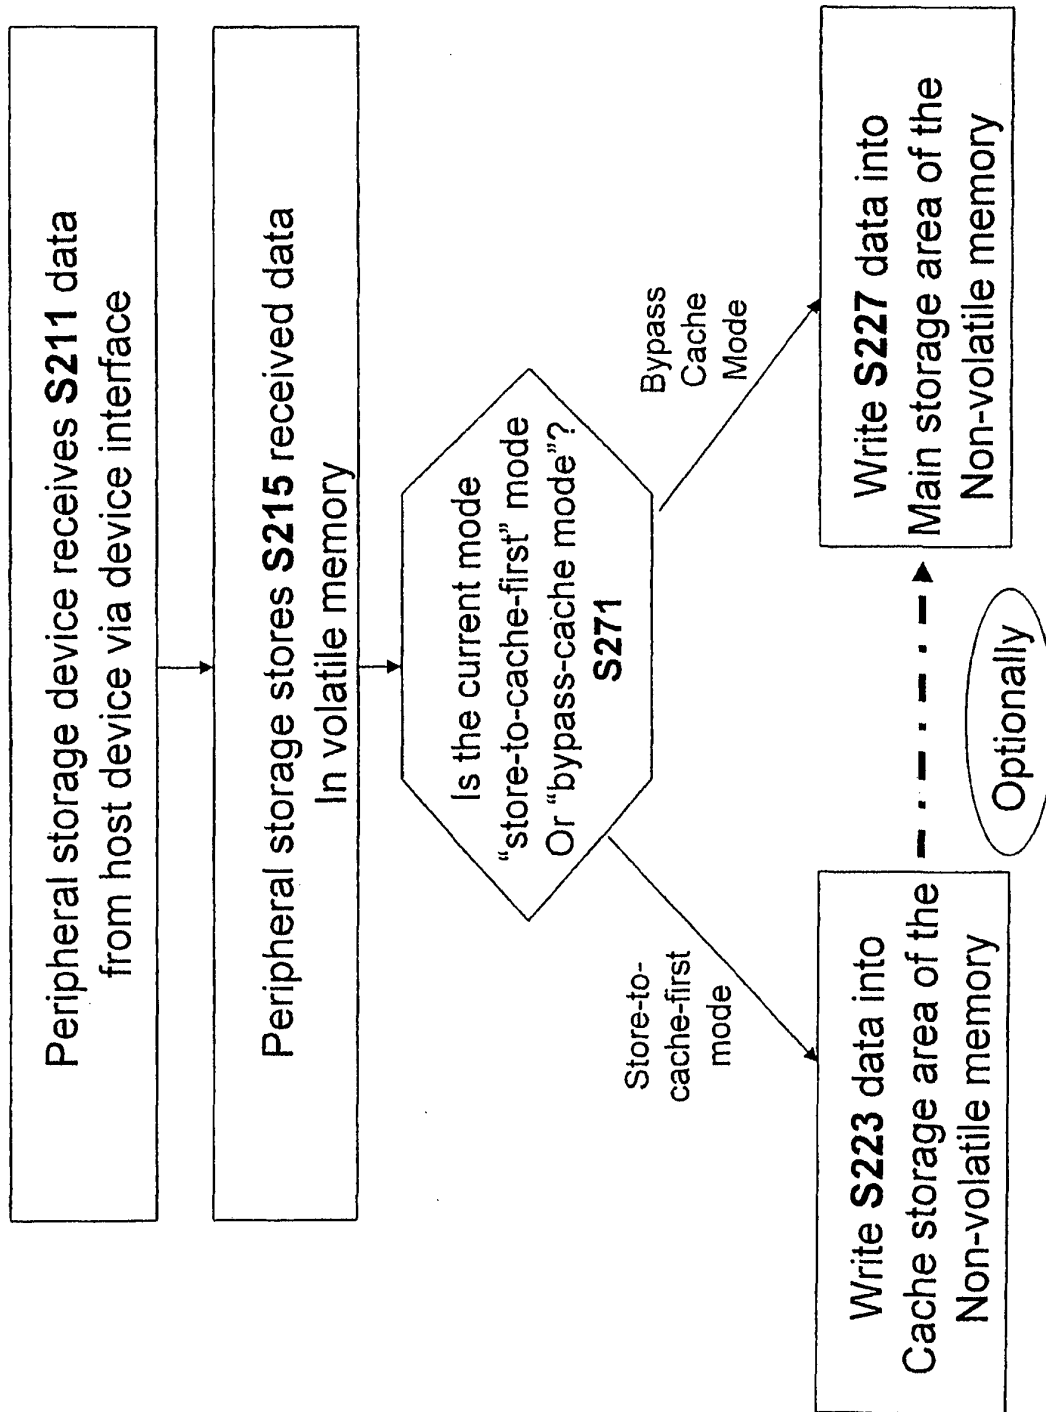 Peripheral storage device receives S211 data
from host device via device interface
Peripheral storage stores S215 received data
In volatile memory
Is the current mode
“store-to-cache-first” mode
Or “bypass-cache mode”?
S271
Store-to-
cache-first
mode
Bypass
Cache
Mode
Write S223 data into
Cache storage area of the
Non-volatile memory
Optionally
Write S227 data into
Main storage area of the
Non-volatile memory